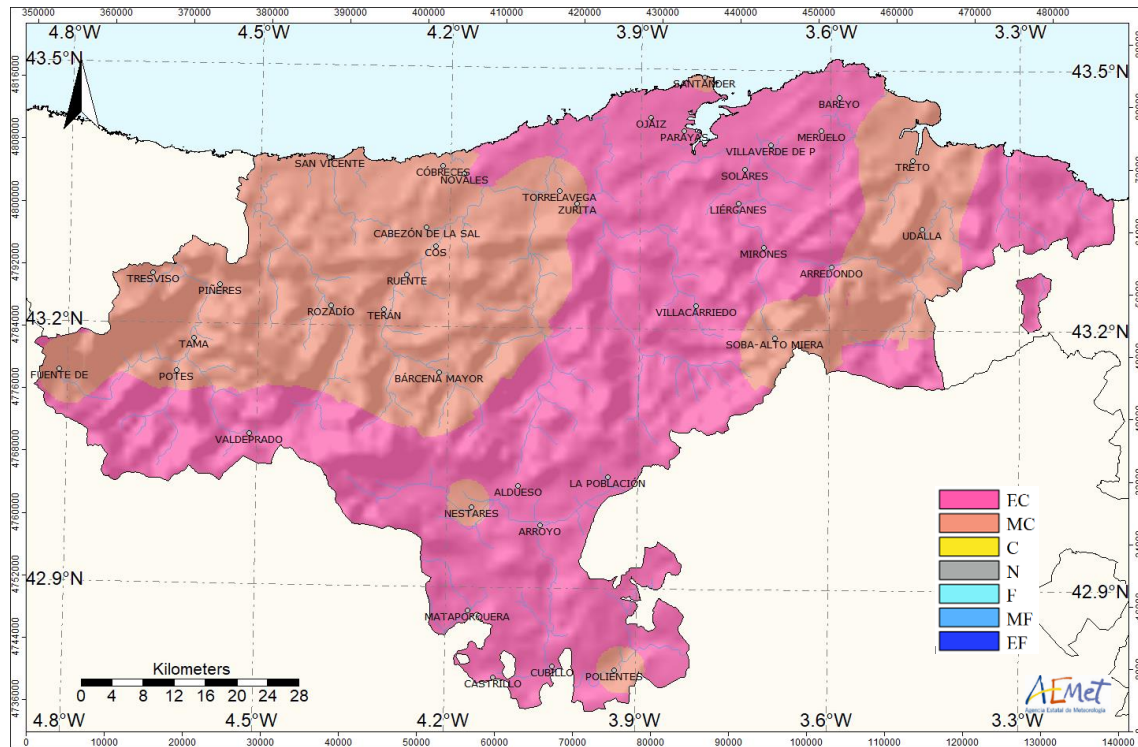 350000 360000 370000 380000 390000 400000 410000 420000 430000 440000 450000 460000 470000 480000
4.8°W 4.5°W 4.2°W 3.9°W 3.6°W 3.3°W
43.5°N 43.5°N
4816000
SANTANDER
BAREYO
OJÁIZ
PARAYAS
4808000
MERUELO
VILLAVERDE DE P
SAN VICENTE
CÓBRECES
NOVALES
TRETO
SOLARES
4800000
TORRELAVEGA
ZURITA
LIÉRGANES
CABEZÓN DE LA SAL
UDALLA
COS
MIRONES
4792000
TRESVISO
PIÑERES
RUENTE
ARREDONDO
ROZADÍO
TERÁN
VILLACARRIEDO
43.2°N 43.2°N
4784000
TAMA
SOBA-ALTO MIERA
FUENTE DE
POTES
BÁRCENA MAYOR
4776000
VALDEPRADO
4768000
LA POBLACIÓN
ALDUESO
NESTARES
4760000
ARROYO
EC
MC
C
N
F
MF
EF
42.9°N 42.9°N
4752000
MATAPORQUERA
4744000
CUBILLO
POLIENTES
CASTRILLO
Kilometers
0 4 8 12 16 20 24 28
4736000
AEMet
Agencia Estatal de Meteorología
4.8°W 4.5°W 4.2°W 3.9°W 3.6°W 3.3°W
0 10000 20000 30000 40000 50000 60000 70000 80000 90000 100000 110000 120000 130000 140000